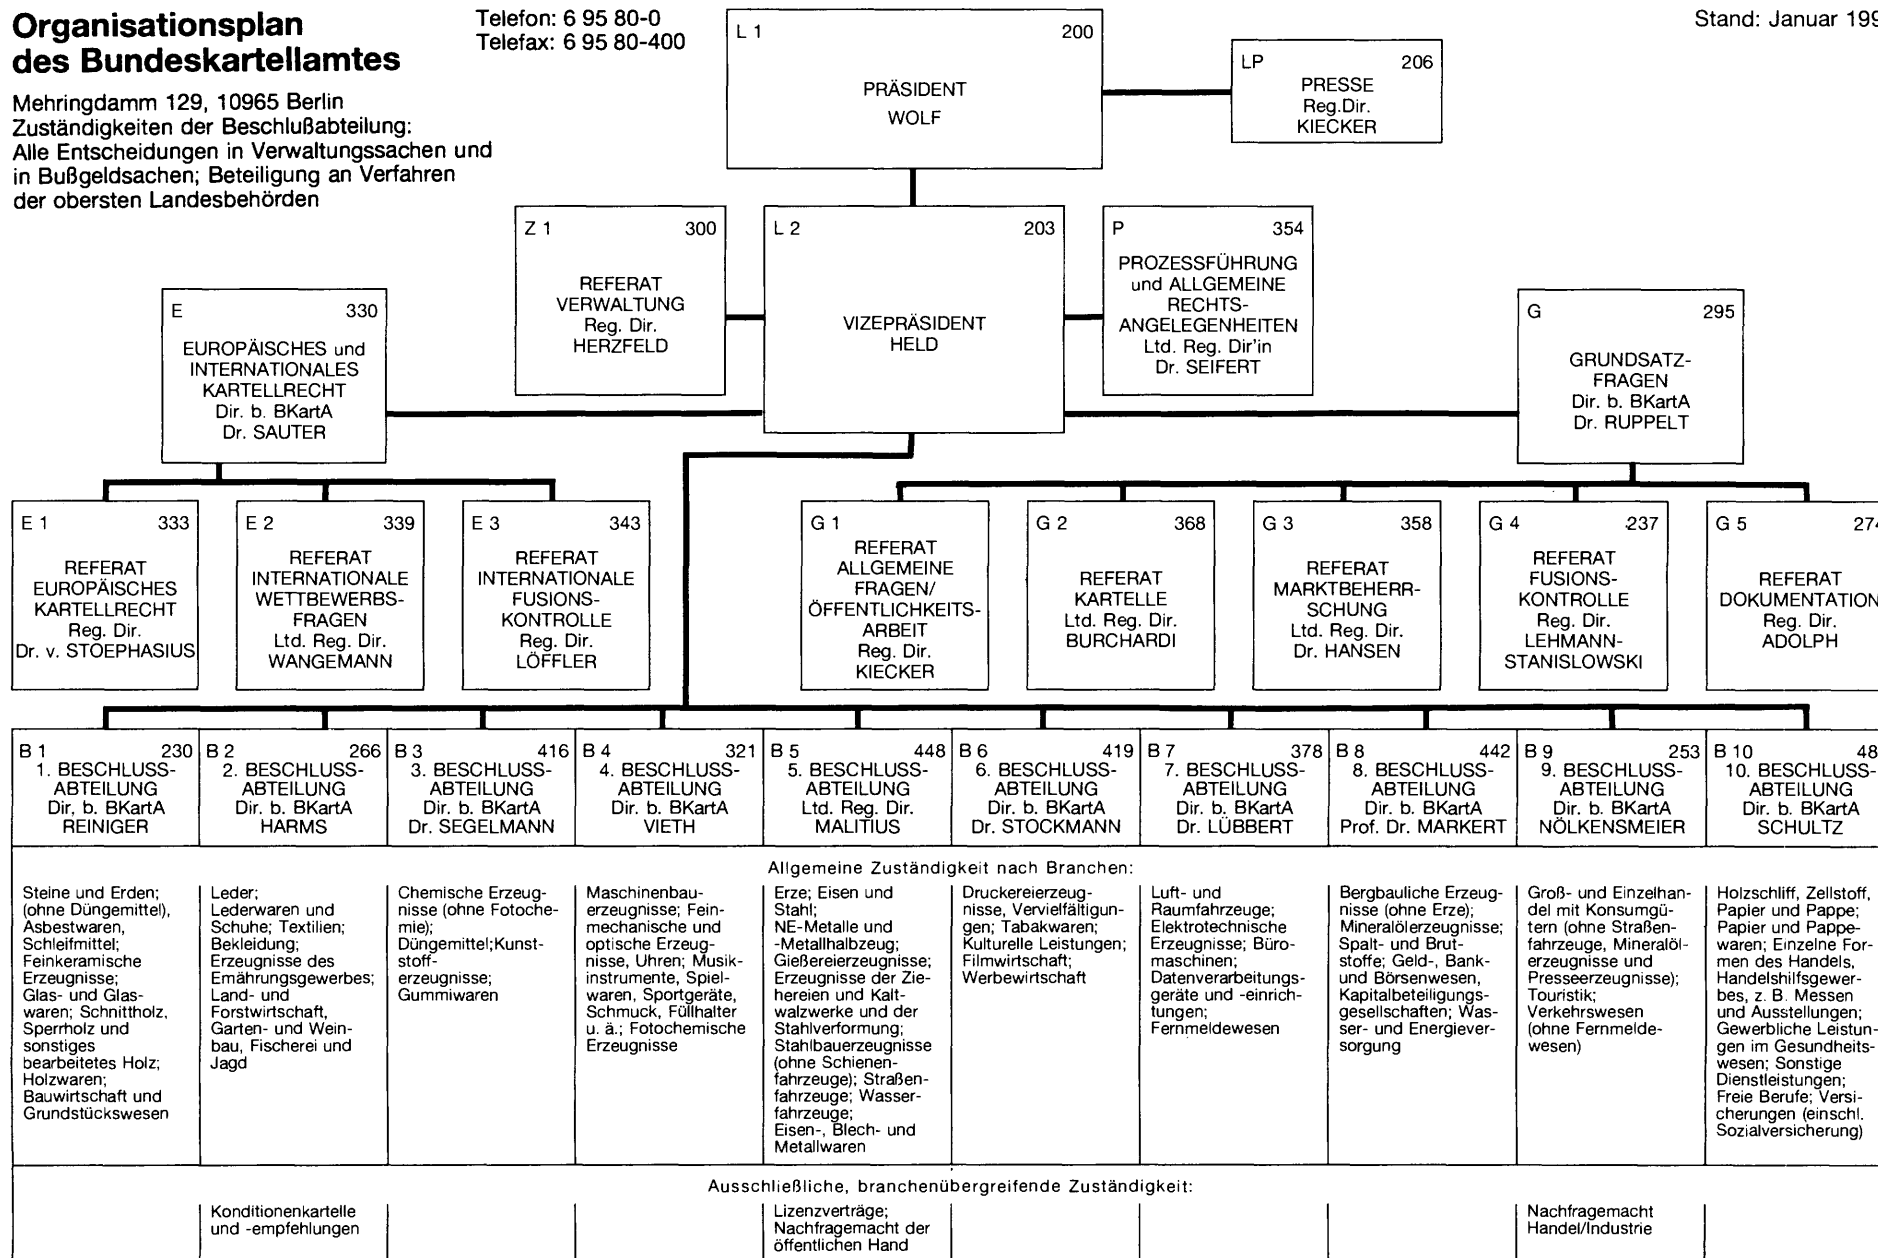 Organisationsplan
des Bundeskartellamtes
Mehringdamm 129, 10965 Berlin
Zuständigkeiten der Beschlußabteilung:
Alle Entscheidungen in Verwaltungssachen und
in Bußgeldsachen; Beteiligung an Verfahren
der obersten Landesbehörden
Telefon: 6 95 80-0
Telefax: 6 95 80-400
Stand: Januar 199
L 1 200
PRÄSIDENT
WOLF
LP 206
PRESSE
Reg.Dir.
KIECKER
Z 1 300
REFERAT
VERWALTUNG
Reg. Dir.
HERZFELD
L 2 203
VIZEPRÄSIDENT
HELD
P 354
PROZESSFÜHRUNG
und ALLGEMEINE
RECHTS-
ANGELEGENHEITEN
Ltd. Reg. Dir'in
Dr. SEIFERT
E 330
EUROPÄISCHES und
INTERNATIONALES
KARTELLRECHT
Dir. b. BKartA
Dr. SAUTER
G 295
GRUNDSATZ-
FRAGEN
Dir. b. BKartA
Dr. RUPPELT
E 1 333
REFERAT
EUROPÄISCHES
KARTELLRECHT
Reg. Dir.
Dr. v. STOEPHASIUS
E 2 339
REFERAT
INTERNATIONALE
WETTBEWERBS-
FRAGEN
Ltd. Reg. Dir.
WANGEMANN
E 3 343
REFERAT
INTERNATIONALE
FUSIONS-
KONTROLLE
Reg. Dir.
LÖFFLER
G 1
REFERAT
ALLGEMEINE
FRAGEN/
ÖFFENTLICHKEITS-
ARBEIT
Reg. Dir.
KIECKER
G 2 368
REFERAT
KARTELLE
Ltd. Reg. Dir.
BURCHARDI
G 3 358
REFERAT
MARKTBEHERR-
SCHUNG
Ltd. Reg. Dir.
Dr. HANSEN
G 4 237
REFERAT
FUSIONS-
KONTROLLE
Reg. Dir.
LEHMANN-
STANISLOWSKI
G 5 274
REFERAT
DOKUMENTATION
Reg. Dir.
ADOLPH
B 1 230
1. BESCHLUSS-
ABTEILUNG
Dir. b. BKartA
REINIGER
B 2 266
2. BESCHLUSS-
ABTEILUNG
Dir. b. BKartA
HARMS
B 3 416
3. BESCHLUSS-
ABTEILUNG
Dir. b. BKartA
Dr. SEGELMANN
B 4 321
4. BESCHLUSS-
ABTEILUNG
Dir. b. BKartA
VIETH
B 5 448
5. BESCHLUSS-
ABTEILUNG
Ltd. Reg. Dir.
MALITIUS
B 6 419
6. BESCHLUSS-
ABTEILUNG
Dir. b. BKartA
Dr. STOCKMANN
B 7 378
7. BESCHLUSS-
ABTEILUNG
Dir. b. BKartA
Dr. LÜBBERT
B 8 442
8. BESCHLUSS-
ABTEILUNG
Dir. b. BKartA
Prof. Dr. MARKERT
B 9 253
9. BESCHLUSS-
ABTEILUNG
Dir. b. BKartA
NÖLKENSMEIER
B 10 48
10. BESCHLUSS-
ABTEILUNG
Dir. b. BKartA
SCHULTZ
Allgemeine Zuständigkeit nach Branchen:
Steine und Erden;
(ohne Düngemittel),
Asbestwaren,
Schleifmittel;
Feinkeramische
Erzeugnisse;
Glas- und Glas-
waren; Schnittholz,
Sperrholz und
sonstiges
bearbeitetes Holz;
Holzwaren;
Bauwirtschaft und
Grundstückswesen
Leder;
Lederwaren und
Schuhe; Textilien;
Bekleidung;
Erzeugnisse des
Ernährungsgewerbes;
Land- und
Forstwirtschaft,
Garten- und Wein-
bau, Fischerei und
Jagd
Chemische Erzeug-
nisse (ohne Fotoche-
mie);
Düngemittel;Kunst-
stoff-
erzeugnisse;
Gummiwaren
Maschinenbau-
erzeugnisse; Fein-
mechanische und
optische Erzeug-
nisse, Uhren; Musik-
instrumente, Spiel-
waren, Sportgeräte,
Schmuck, Füllhalter
u. ä.; Fotochemische
Erzeugnisse
Erze; Eisen und
Stahl;
NE-Metalle und
-Metallhalbzeug;
Gießereierzeugnisse;
Erzeugnisse der Zie-
hereien und Kalt-
walzwerke und der
Stahlverformung;
Stahlbauerzeugnisse
(ohne Schienen-
fahrzeuge); Straßen-
fahrzeuge; Wasser-
fahrzeuge;
Eisen-, Blech- und
Metallwaren
Druckereierzeug-
nisse, Vervielfältigun-
gen; Tabakwaren;
Kulturelle Leistungen;
Filmwirtschaft;
Werbewirtschaft
Luft- und
Raumfahrzeuge;
Elektrotechnische
Erzeugnisse; Büro-
maschinen;
Datenverarbeitungs-
geräte und -einrich-
tungen;
Fernmeldewesen
Bergbauliche Erzeug-
nisse (ohne Erze);
Mineralölerzeugnisse;
Spalt- und Brut-
stoffe; Geld-, Bank-
und Börsenwesen,
Kapitalbeteiligungs-
gesellschaften; Was-
ser- und Energiever-
sorgung
Groß- und Einzelhan-
del mit Konsumgü-
tern (ohne Straßen-
fahrzeuge, Mineralöl-
erzeugnisse und
Presseerzeugnisse);
Touristik;
Verkehrswesen
(ohne Fernmelde-
wesen)
Holzschliff, Zellstoff,
Papier und Pappe;
Papier und Pappe-
waren; Einzelne For-
men des Handels,
Handelshilfsgewer-
bes, z. B. Messen
und Ausstellungen;
Gewerbliche Leistun-
gen im Gesundheits-
wesen; Sonstige
Dienstleistungen;
Freie Berufe; Versi-
cherungen (einschl.
Sozialversicherung)
Ausschließliche, branchenübergreifende Zuständigkeit:
Konditionenkartelle
und -empfehlungen
Lizenzverträge;
Nachfragemacht der
öffentlichen Hand
Nachfragemacht
Handel/Industrie